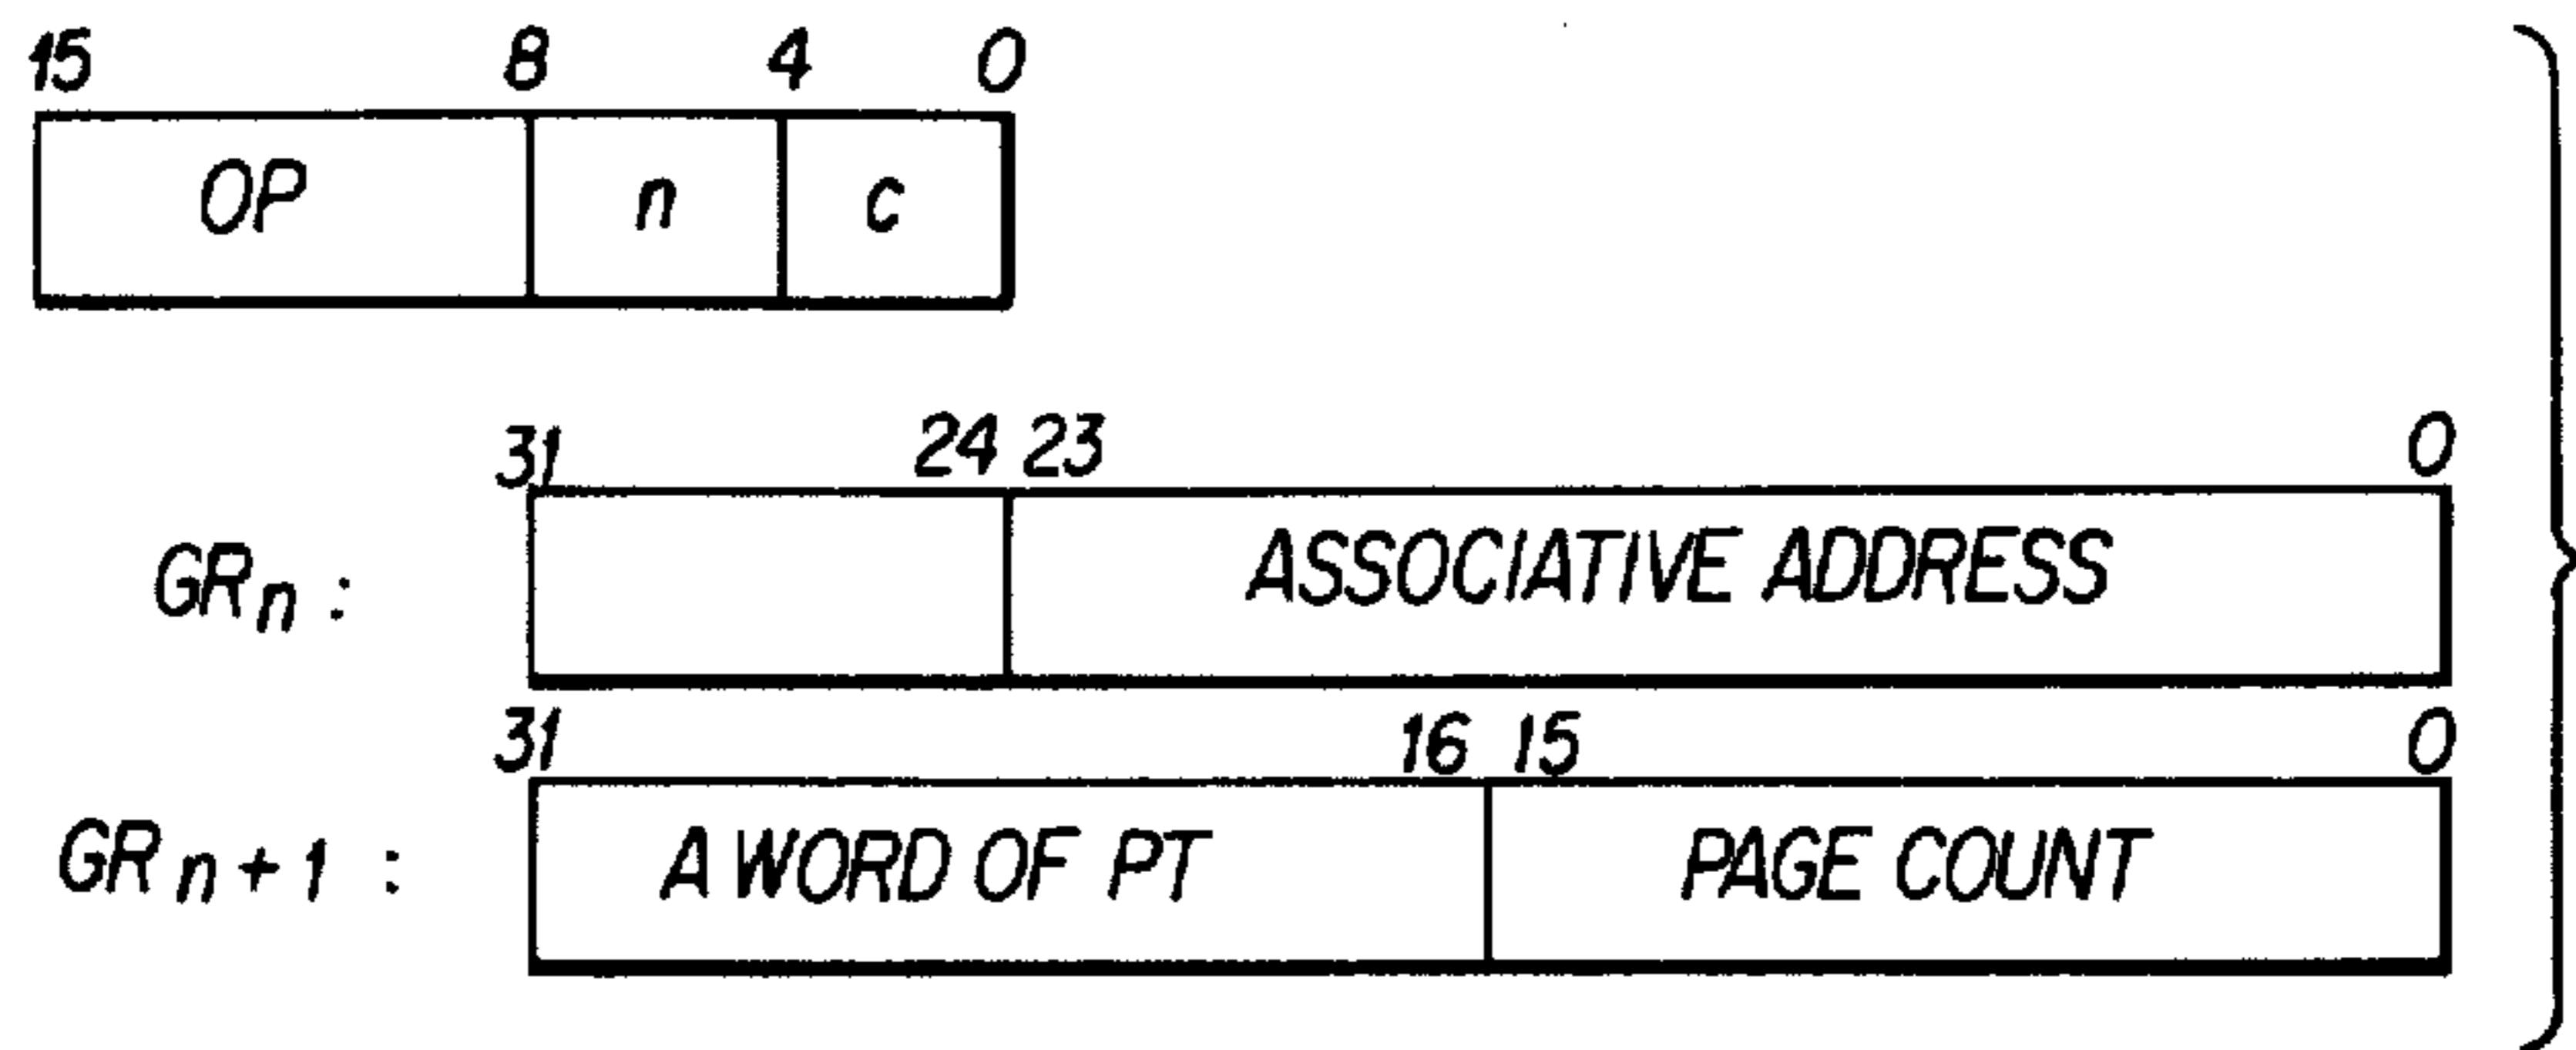 15 8 4 0
OP n c
31 24 23 0
GRn : ASSOCIATIVE ADDRESS
31 16 15 0
GRn+1 : A WORD OF PT PAGE COUNT